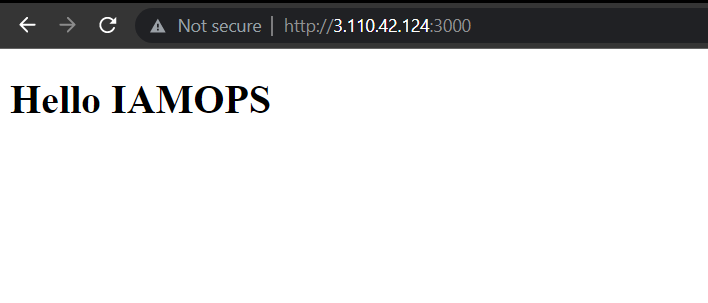 Not secure | http://3.110.42.124:3000
Hello IAMOPS